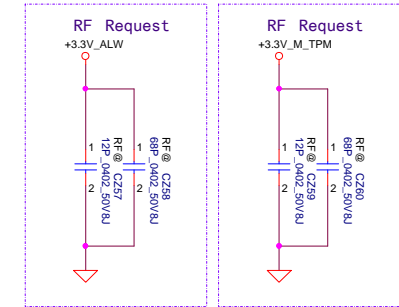 RF Request
+3.3V_ALW
1
2
RF@ CZ57
12P_0402_50V8J
1
2
RF@ CZ58
68P_0402_50V8J
RF Request
+3.3V_M_TPM
1
2
RF@ CZ59
12P_0402_50V8J
1
2
RF@ CZ60
68P_0402_50V8J